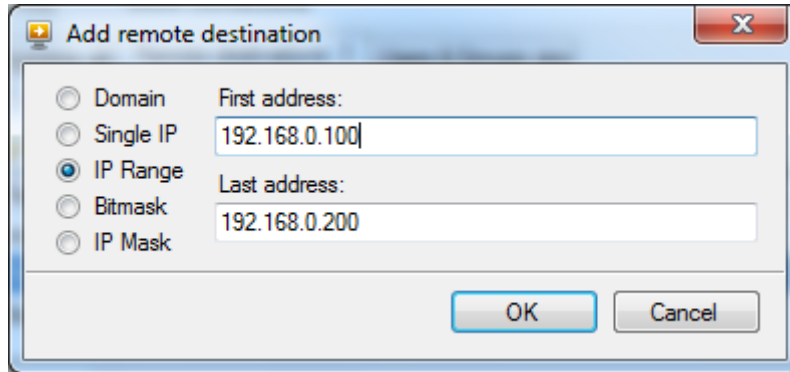 Add remote destination
Domain
Single IP
IP Range
Bitmask
IP Mask
First address:
192.168.0.100
Last address:
192.168.0.200
OK
Cancel